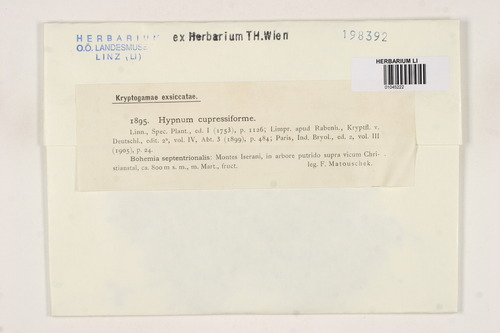 HERBARIUM
O.Ö. LANDESMUSE
LINZ (LI)
ex Herbarium TH.Wien
198392
HERBARIUM LI
01045222
Kryptogamae exsiccatae.
1895. Hypnum cupressiforme.
Linn., Spec. Plant., ed. I (1753), p. 1126; Limpr. apud Rabenh., Kryptfl. v.
Deutschl., edit. 2ª, vol. IV, Abt. 3 (1899), p. 484; Paris, Ind. Bryol., ed. 2, vol. III
(1905), p. 24.
Bohemia septentrionalis: Montes Iserani, in arbore putrido supra vicum Chri-
stianstal, ca. 800 m s. m., m. Mart., fruct. leg. F. Matouschek.